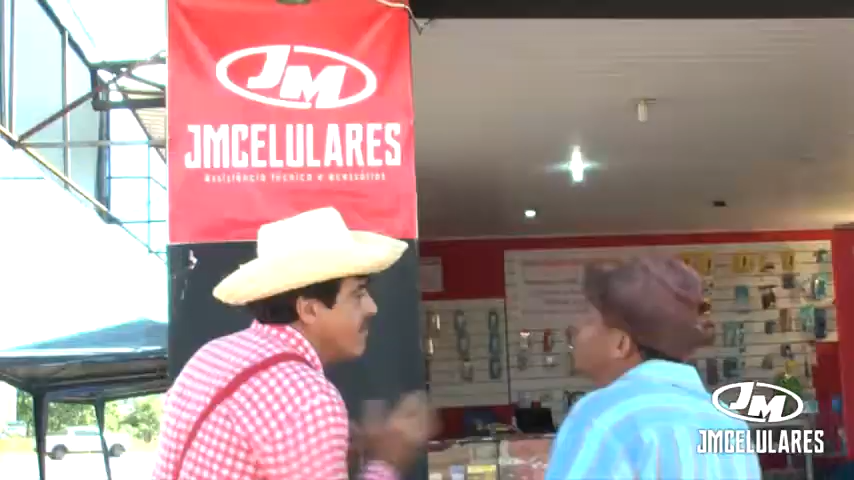 JM
JMCELULARES
Assistência técnica e acessórios
JM
JMCELULARES